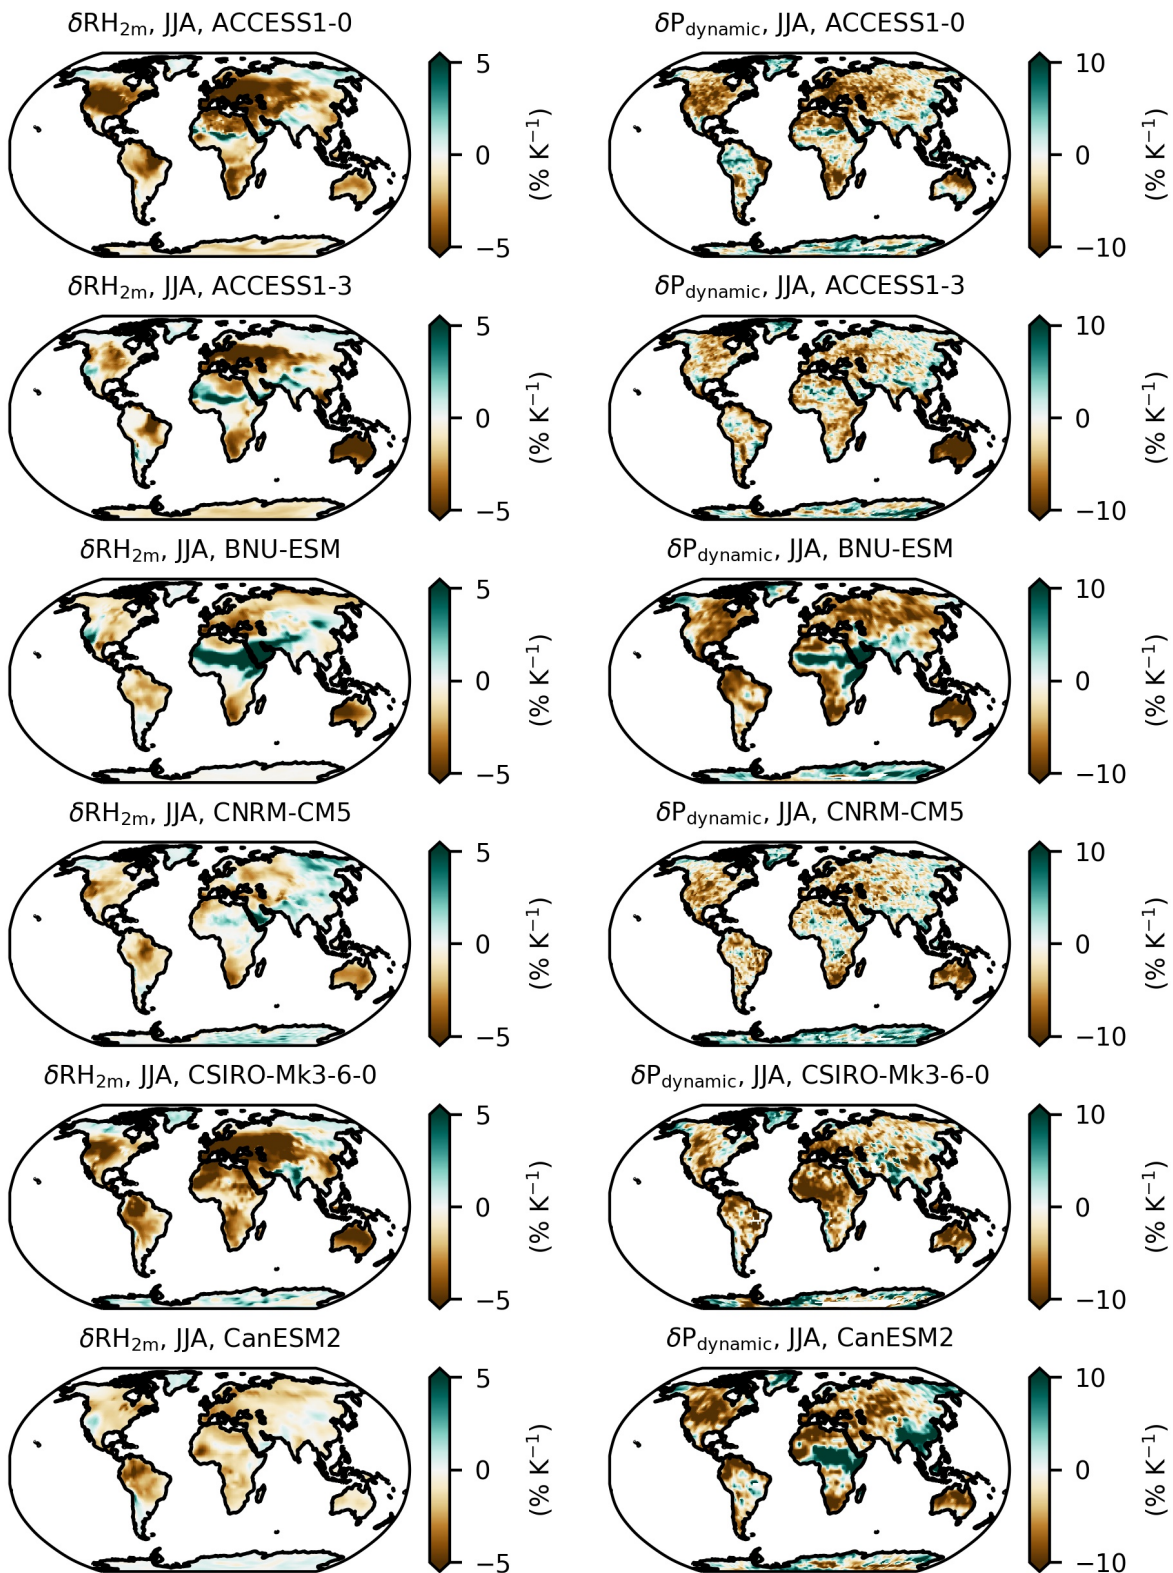 δRH2m, JJA, ACCESS1-0 δPdynamic, JJA, ACCESS1-0
5 10
0 (% K−1) 0 (% K−1)
−5 −10
δRH2m, JJA, ACCESS1-3 δPdynamic, JJA, ACCESS1-3
5 10
0 (% K−1) 0 (% K−1)
−5 −10
δRH2m, JJA, BNU-ESM δPdynamic, JJA, BNU-ESM
5 10
0 (% K−1) 0 (% K−1)
−5 −10
δRH2m, JJA, CNRM-CM5 δPdynamic, JJA, CNRM-CM5
5 10
0 (% K−1) 0 (% K−1)
−5 −10
δRH2m, JJA, CSIRO-Mk3-6-0 δPdynamic, JJA, CSIRO-Mk3-6-0
5 10
0 (% K−1) 0 (% K−1)
−5 −10
δRH2m, JJA, CanESM2 δPdynamic, JJA, CanESM2
5 10
0 (% K−1) 0 (% K−1)
−5 −10